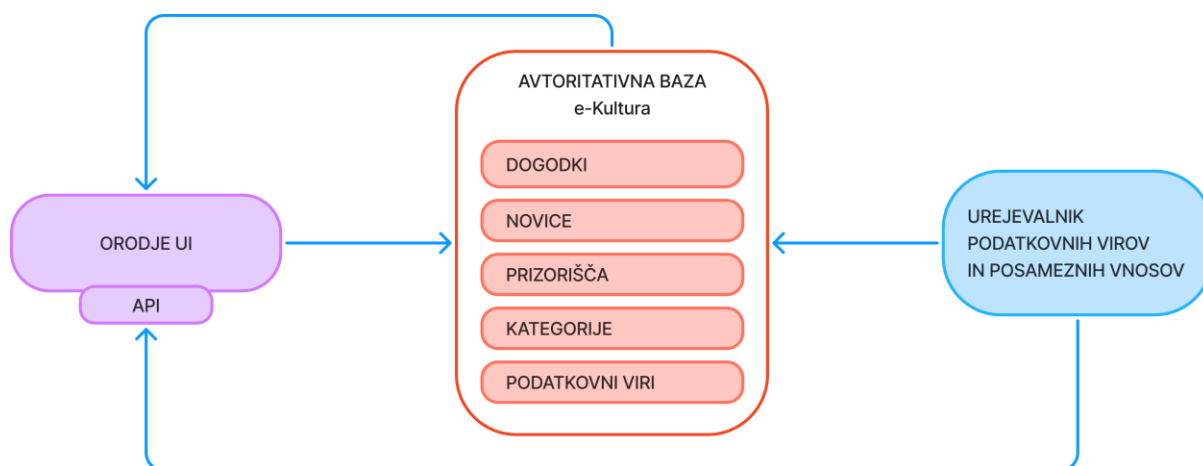 AVTORITATIVNA BAZA
e-Kultura
DOGODKI
NOVICE
PRIZORIŠČA
KATEGORIJE
PODATKOVNI VIRI
ORODJE UI
API
UREJEVALNIK
PODATKOVNIH VIROV
IN POSAMEZNIH VNOSOV